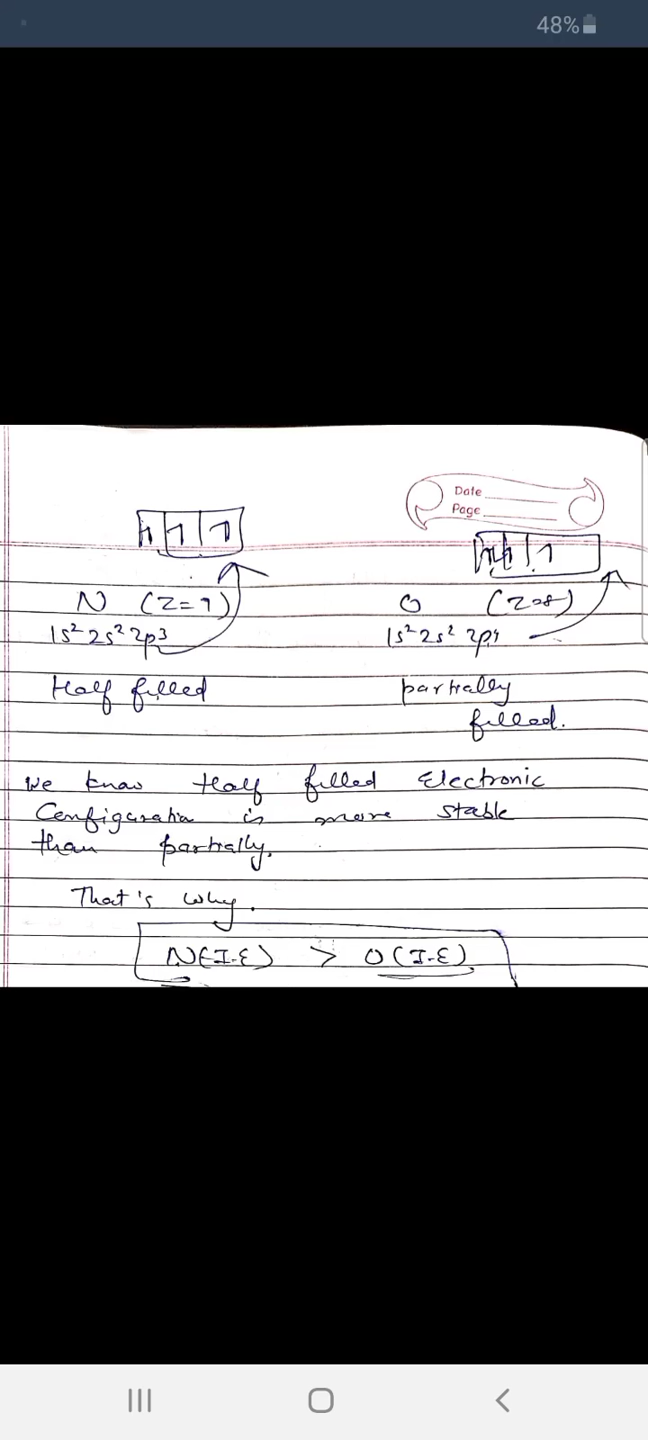 48%
Date
Page
N (Z=7)
O (Z=8)
1s² 2s² 2p3
1s² 2s² 2p4
Half filled
partially
filled.
We know Half filled Electronic
Configuration is more stable
than partially.
That's why.
N(I-E) > O(I-E)